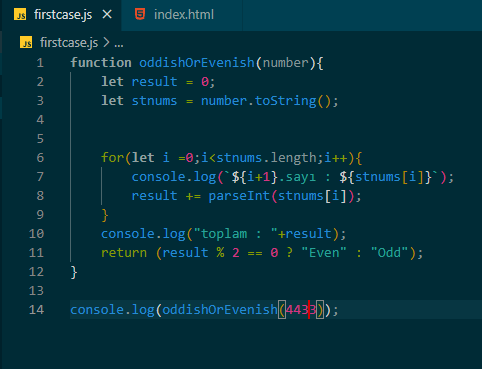 JS firstcase.js × index.html
JS firstcase.js > ...
1 function oddishOrEvenish(number){
2 let result = 0;
3 let stnums = number.toString();
4
5
6 for(let i =0;i<stnums.length;i++){
7 console.log(`${i+1}.sayı : ${stnums[i]}`);
8 result += parseInt(stnums[i]);
9 }
10 console.log("toplam : "+result);
11 return (result % 2 == 0 ? "Even" : "Odd");
12 }
13
14 console.log(oddishOrEvenish(4433));